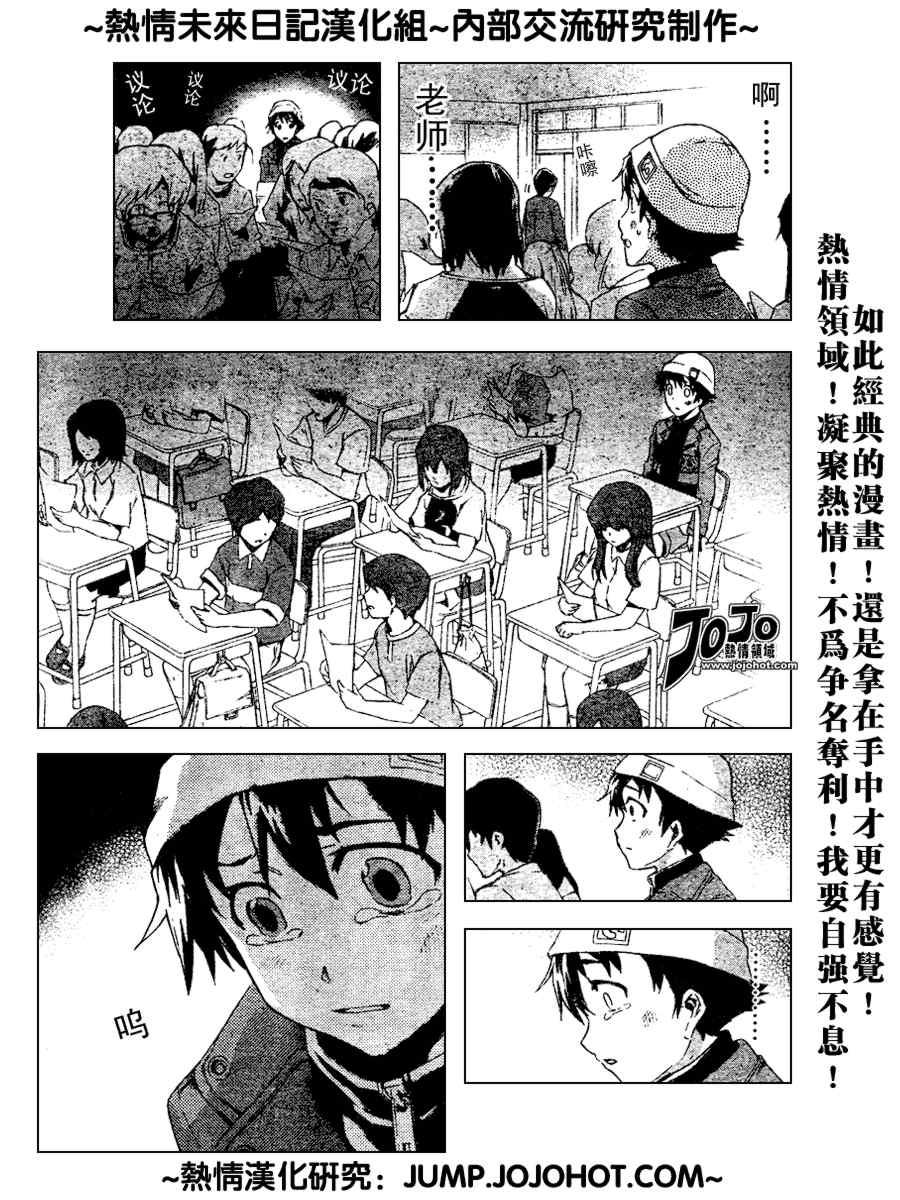 ~熱情未來日記漢化組~內部交流研究制作~
啊……
老师……
咔嚓
议论
议论
议论
JoJo
熱情領域
www.jojohot.com
………
呜
如此經典的漫畫！還是拿在手中才更有感覺！
熱情領域！凝聚熱情！不爲争名奪利！我要自强不息！
~熱情漢化研究：JUMP.JOJOHOT.COM~